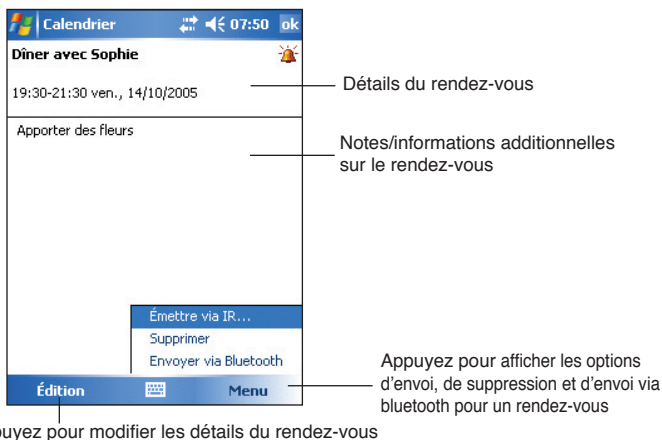 Calendrier 07:50 ok
Dîner avec Sophie
19:30-21:30 ven., 14/10/2005
Détails du rendez-vous
Apporter des fleurs
Notes/informations additionnelles
sur le rendez-vous
Émettre via IR...
Supprimer
Envoyer via Bluetooth
Édition Menu
Appuyez pour afficher les options
d'envoi, de suppression et d'envoi via
bluetooth pour un rendez-vous
puyez pour modifier les détails du rendez-vous